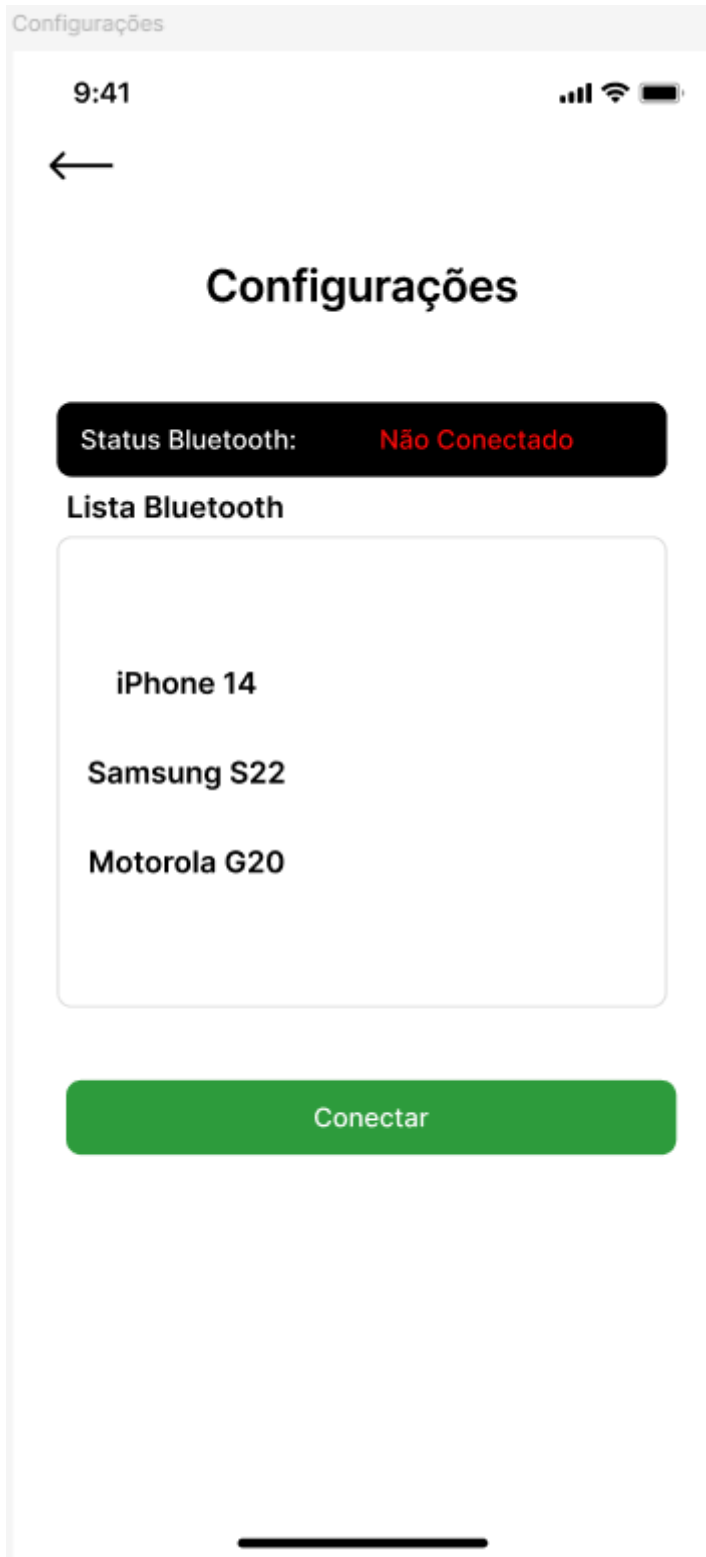 Configurações
9:41
Configurações
Status Bluetooth: Não Conectado
Lista Bluetooth
iPhone 14
Samsung S22
Motorola G20
Conectar